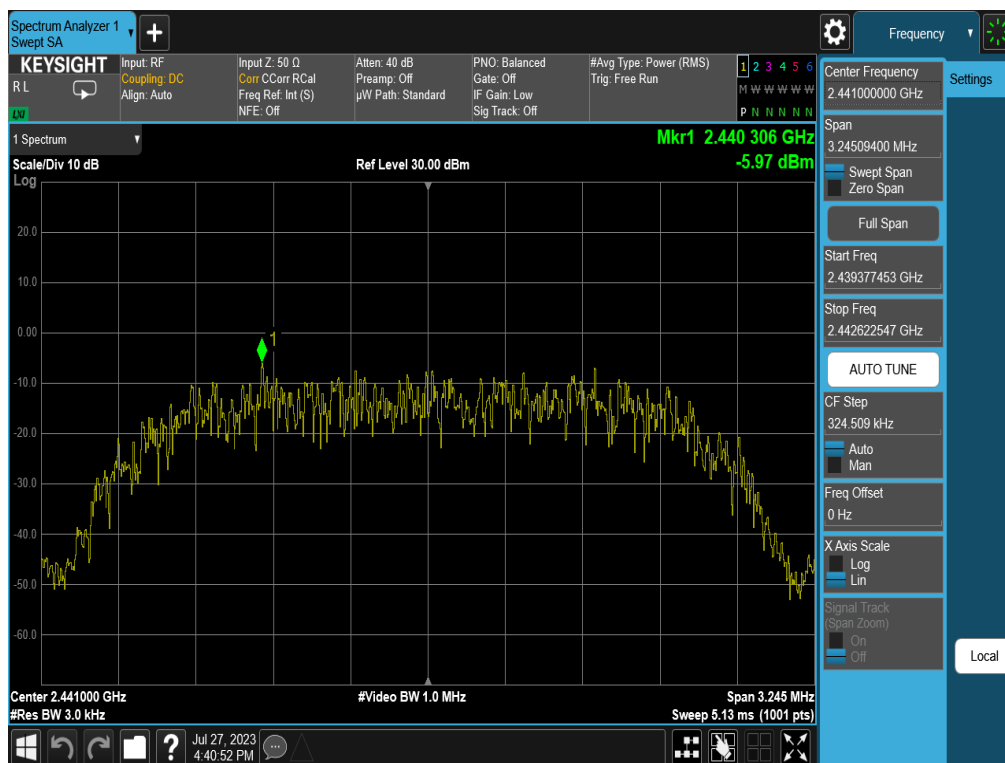 Spectrum Analyzer 1
Swept SA
Frequency
KEYSIGHT
R L
LXI
Input: RF
Coupling: DC
Align: Auto
Input Z: 50 Ω
Corr CCorr RCal
Freq Ref: Int (S)
NFE: Off
Atten: 40 dB
Preamp: Off
µW Path: Standard
PNO: Balanced
Gate: Off
IF Gain: Low
Sig Track: Off
#Avg Type: Power (RMS)
Trig: Free Run
1 2 3 4 5 6
M W W W W W
P N N N N N
1 Spectrum
Mkr1 2.440 306 GHz
Scale/Div 10 dB
Ref Level 30.00 dBm
-5.97 dBm
Log
20.0
10.0
0.00
1
-10.0
-20.0
-30.0
-40.0
-50.0
-60.0
Center 2.441000 GHz
#Video BW 1.0 MHz
Span 3.245 MHz
#Res BW 3.0 kHz
Sweep 5.13 ms (1001 pts)
Center Frequency
2.441000000 GHz
Settings
Span
3.24509400 MHz
Swept Span
Zero Span
Full Span
Start Freq
2.439377453 GHz
Stop Freq
2.442622547 GHz
AUTO TUNE
CF Step
324.509 kHz
Auto
Man
Freq Offset
0 Hz
X Axis Scale
Log
Lin
Signal Track
(Span Zoom)
On
Off
Local
?
Jul 27, 2023
4:40:52 PM